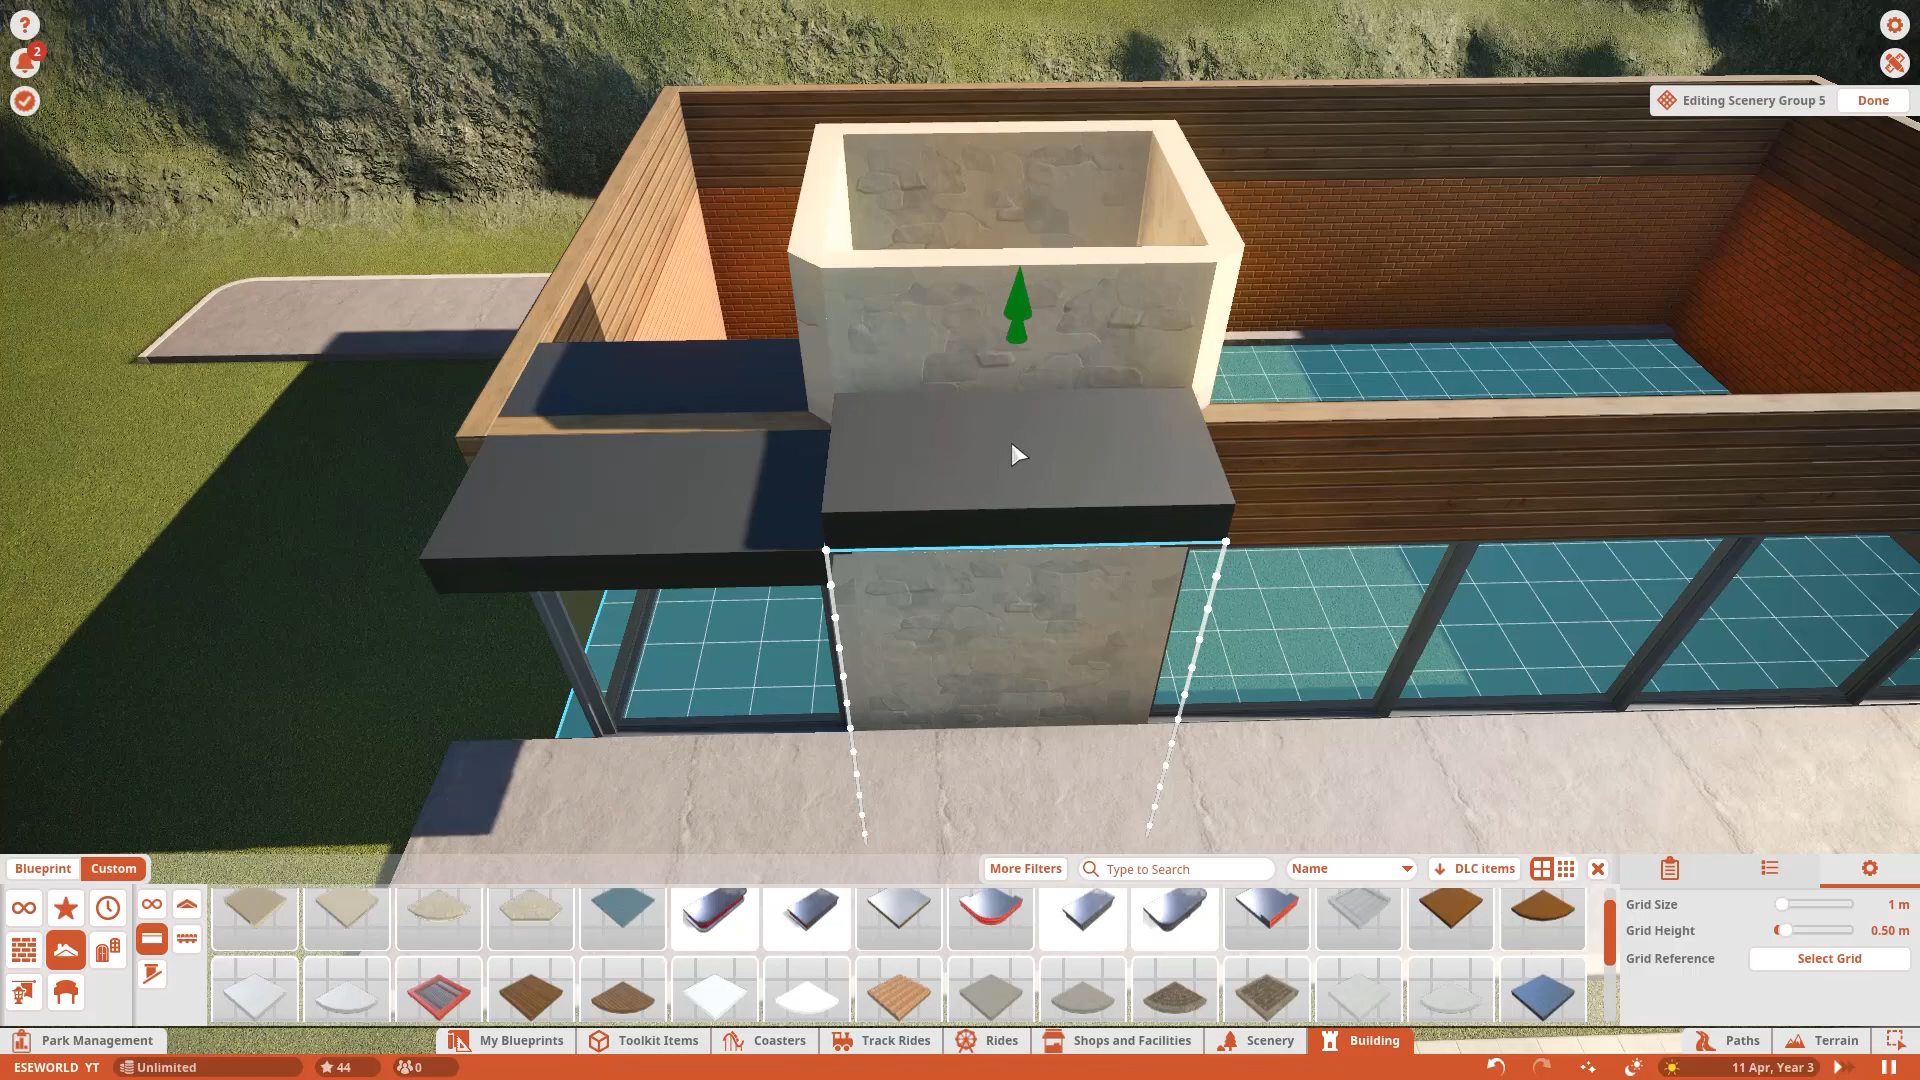 ?
2
Editing Scenery Group 5
Done
Blueprint
Custom
More Filters
Type to Search
Name
DLC items
Grid Size
1 m
Grid Height
0.50 m
Grid Reference
Select Grid
Park Management
My Blueprints
Toolkit Items
Coasters
Track Rides
Rides
Shops and Facilities
Scenery
Building
Paths
Terrain
ESEWORLD YT
Unlimited
44
0
11 Apr, Year 3